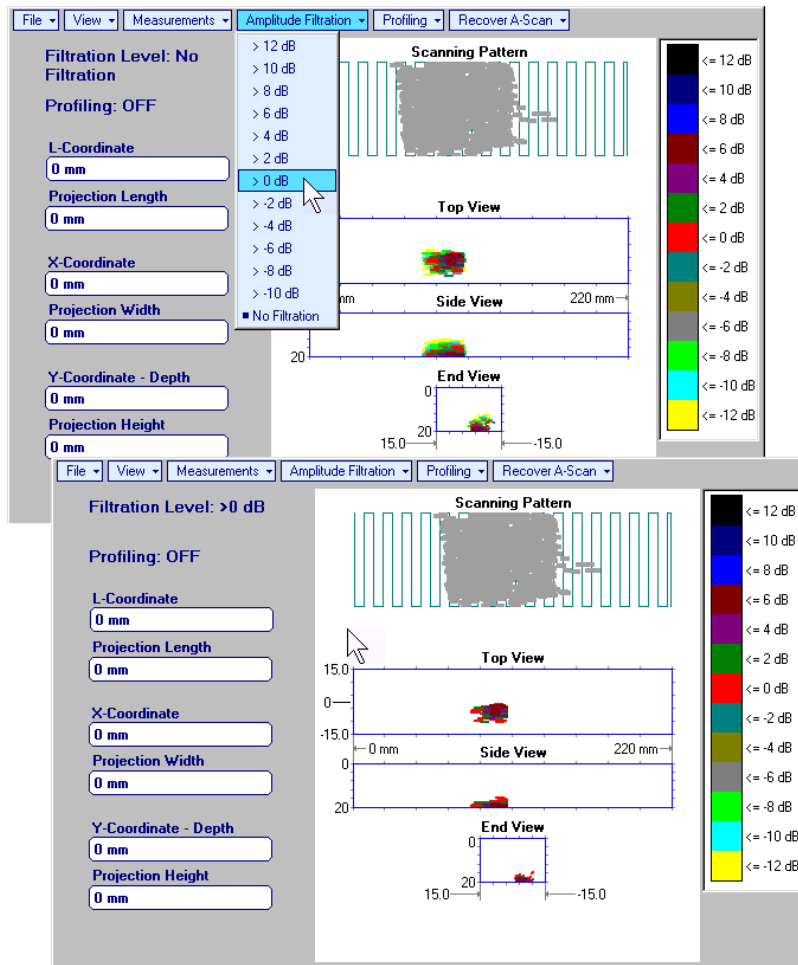 File View Measurements Amplitude Filtration Profiling Recover A-Scan
Filtration Level: No
Filtration
Profiling: OFF
L-Coordinate
0 mm
Projection Length
0 mm
X-Coordinate
0 mm
Projection Width
0 mm
Y-Coordinate - Depth
0 mm
Projection Height
0 mm
> 12 dB
> 10 dB
> 8 dB
> 6 dB
> 4 dB
> 2 dB
> 0 dB
> -2 dB
> -4 dB
> -6 dB
> -8 dB
> -10 dB
No Filtration
Scanning Pattern
Top View
mm
Side View
220 mm
20
End View
0
20
15.0
-15.0
<= 12 dB
<= 10 dB
<= 8 dB
<= 6 dB
<= 4 dB
<= 2 dB
<= 0 dB
<= -2 dB
<= -4 dB
<= -6 dB
<= -8 dB
<= -10 dB
<= -12 dB
File View Measurements Amplitude Filtration Profiling Recover A-Scan
Filtration Level: >0 dB
Profiling: OFF
L-Coordinate
0 mm
Projection Length
0 mm
X-Coordinate
0 mm
Projection Width
0 mm
Y-Coordinate - Depth
0 mm
Projection Height
0 mm
Scanning Pattern
Top View
15.0
0
-15.0
0 mm
Side View
220 mm
0
20
End View
0
20
15.0
-15.0
<= 12 dB
<= 10 dB
<= 8 dB
<= 6 dB
<= 4 dB
<= 2 dB
<= 0 dB
<= -2 dB
<= -4 dB
<= -6 dB
<= -8 dB
<= -10 dB
<= -12 dB